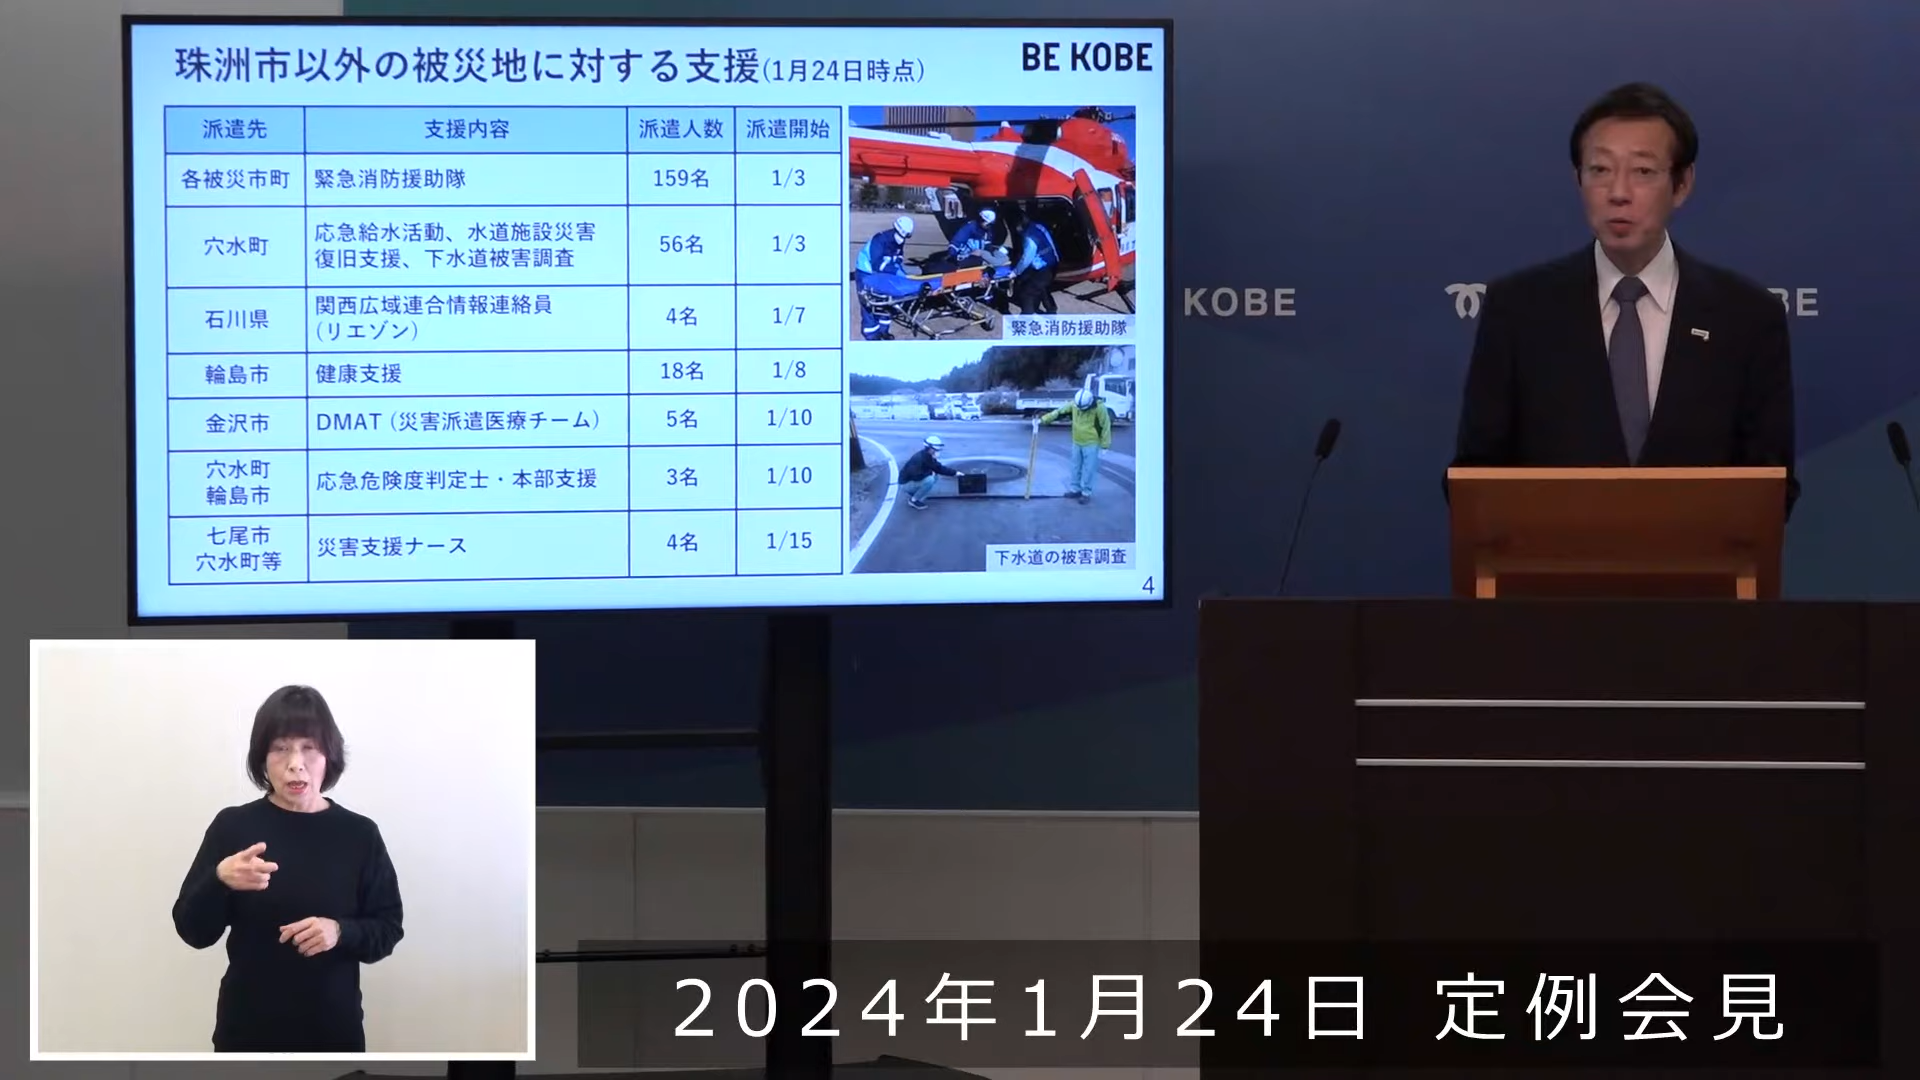 珠洲市以外の被災地に対する支援(1月24日時点)
BE KOBE
派遣先 支援内容 派遣人数 派遣開始
各被災市町 緊急消防援助隊 159名 1/3
穴水町 応急給水活動、水道施設災害
復旧支援、下水道被害調査 56名 1/3
石川県 関西広域連合情報連絡員
(リエゾン) 4名 1/7
輪島市 健康支援 18名 1/8
金沢市 DMAT (災害派遣医療チーム) 5名 1/10
穴水町
輪島市 応急危険度判定士・本部支援 3名 1/10
七尾市
穴水町等 災害支援ナース 4名 1/15
緊急消防援助隊
下水道の被害調査
4
KOBE
BE
2024年1月24日 定例会見